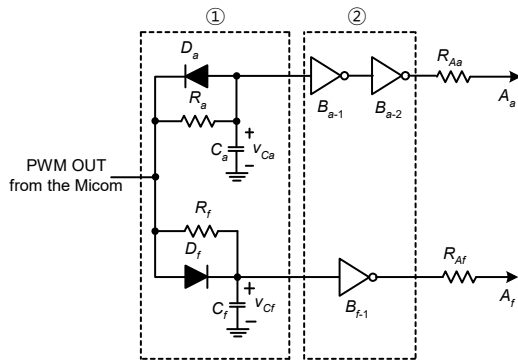 ① ②
D_a
R_a
C_a
+
v_Ca
−
B_a-1
B_a-2
R_Aa
A_a
PWM OUT
from the Micom
R_f
D_f
C_f
+
v_Cf
−
B_f-1
R_Af
A_f